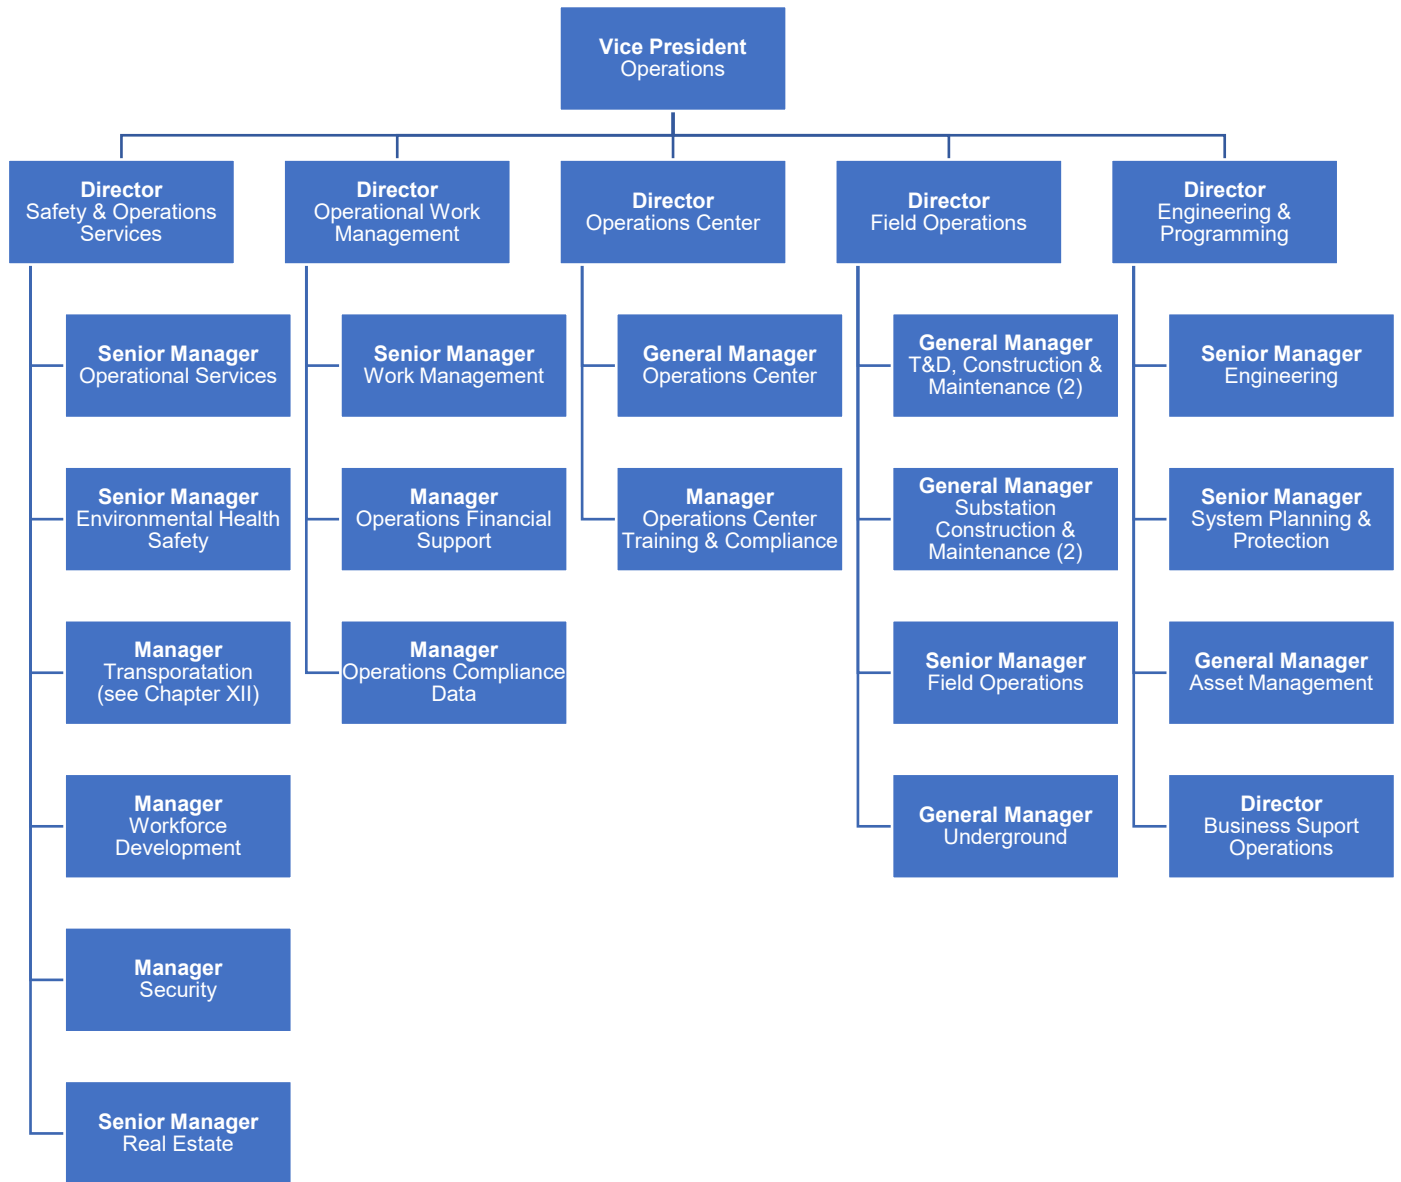 Vice President
Operations
Director
Safety & Operations
Services
Director
Operational Work
Management
Director
Operations Center
Director
Field Operations
Director
Engineering &
Programming
Senior Manager
Operational Services
Senior Manager
Environmental Health
Safety
Manager
Transporatation
(see Chapter XII)
Manager
Workforce
Development
Manager
Security
Senior Manager
Real Estate
Senior Manager
Work Management
Manager
Operations Financial
Support
Manager
Operations Compliance
Data
General Manager
Operations Center
Manager
Operations Center
Training & Compliance
General Manager
T&D, Construction &
Maintenance (2)
General Manager
Substation
Construction &
Maintenance (2)
Senior Manager
Field Operations
General Manager
Underground
Senior Manager
Engineering
Senior Manager
System Planning &
Protection
General Manager
Asset Management
Director
Business Suport
Operations